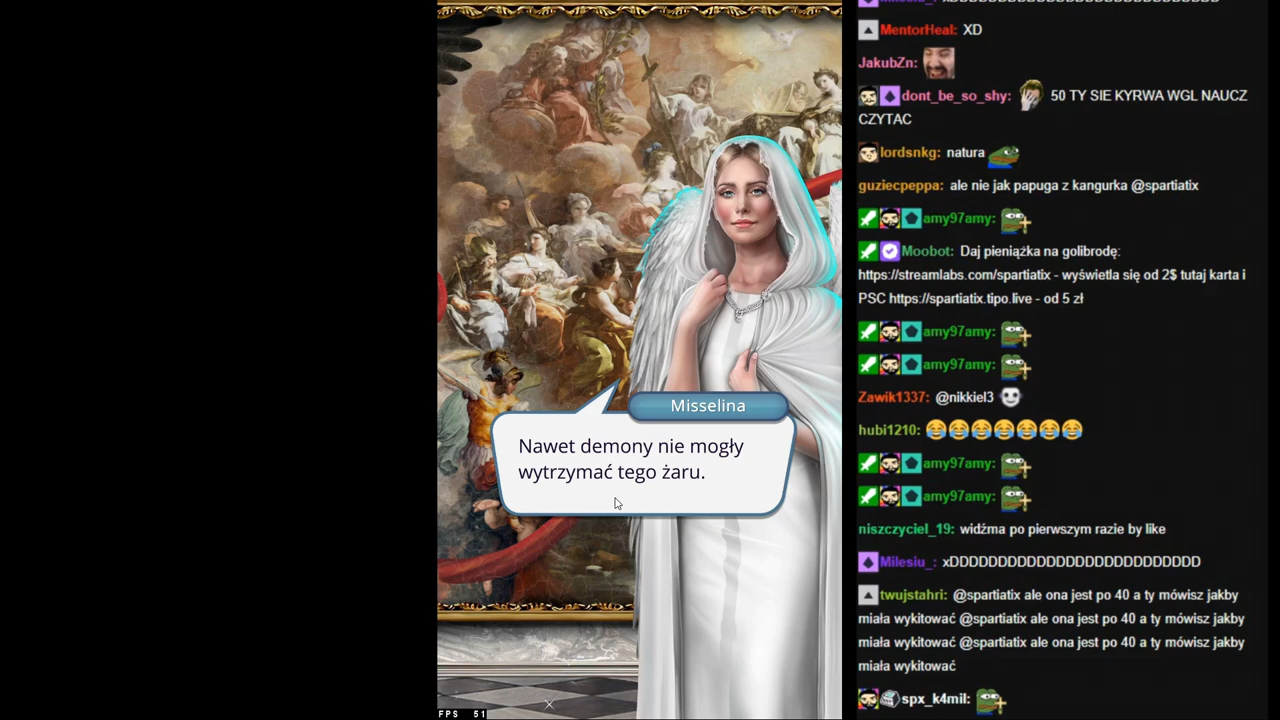 Misselina
Nawet demony nie mogły
wytrzymać tego żaru.
FPS 51
MentorHeal: XD
JakubZn:
dont_be_so_shy: 50 TY SIE KYRWA WGL NAUCZ
CZYTAC
lordsnkg: natura
guziecpeppa: ale nie jak papuga z kangurka @spartiatix
amy97amy:
Moobot: Daj pieniążka na golibrodę:
https://streamlabs.com/spartiatix - wyświetla się od 2$ tutaj karta i
PSC https://spartiatix.tipo.live - od 5 zł
amy97amy:
amy97amy:
Zawik1337: @nikkiel3
hubi1210:
amy97amy:
amy97amy:
niszczyciel_19: widźma po pierwszym razie by like
Milesiu_: xDDDDDDDDDDDDDDDDDDDDDDDDDD
twujstahri: @spartiatix ale ona jest po 40 a ty mówisz jakby
miała wykitować @spartiatix ale ona jest po 40 a ty mówisz jakby
miała wykitować @spartiatix ale ona jest po 40 a ty mówisz jakby
miała wykitować
spx_k4mil: